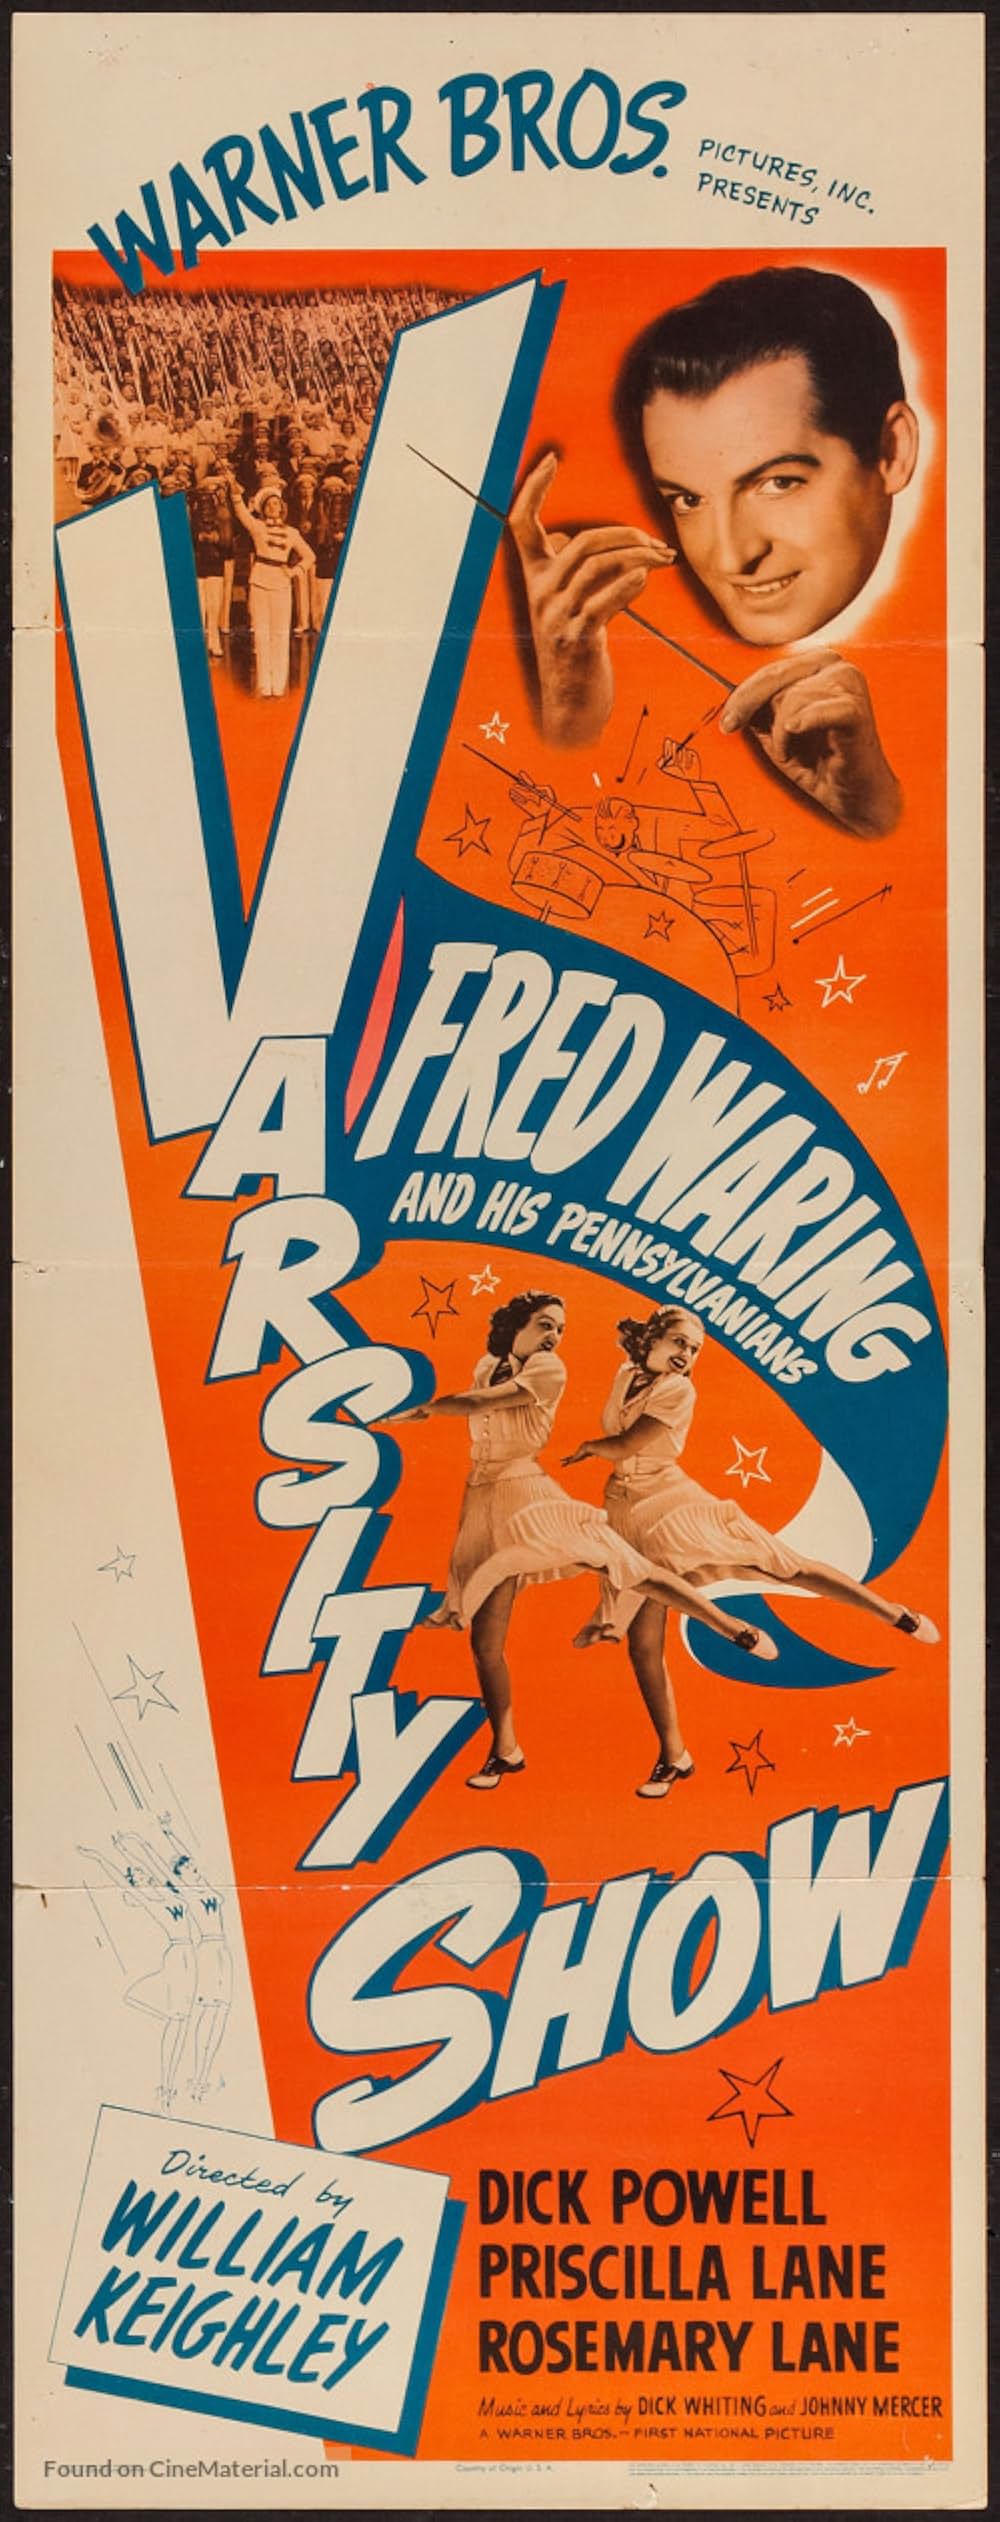 WARNER BROS.
PICTURES, INC.
PRESENTS
VARSITY
SHOW
FRED WARING
AND HIS PENNSYLVANIANS
W
W
Directed by
WILLIAM
KEIGHLEY
DICK POWELL
PRISCILLA LANE
ROSEMARY LANE
Music and Lyrics by DICK WHITING and JOHNNY MERCER
A WARNER BROS.-FIRST NATIONAL PICTURE
Country of Origin U.S.A.
Found on CineMaterial.com